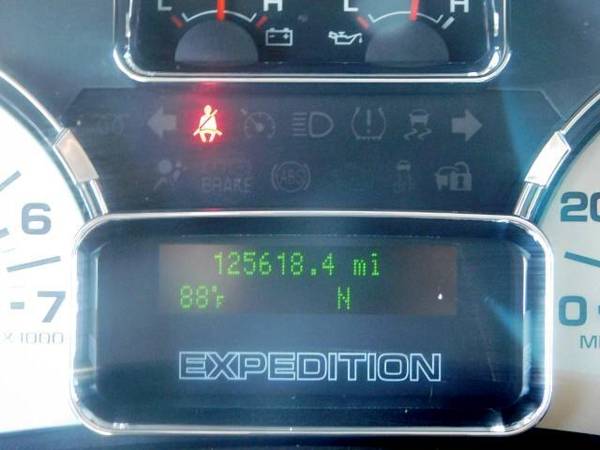 L H L H
BRAKE (ABS)
6 20
125618.4 mi
7 88°F N 0
X1000 EXPEDITION